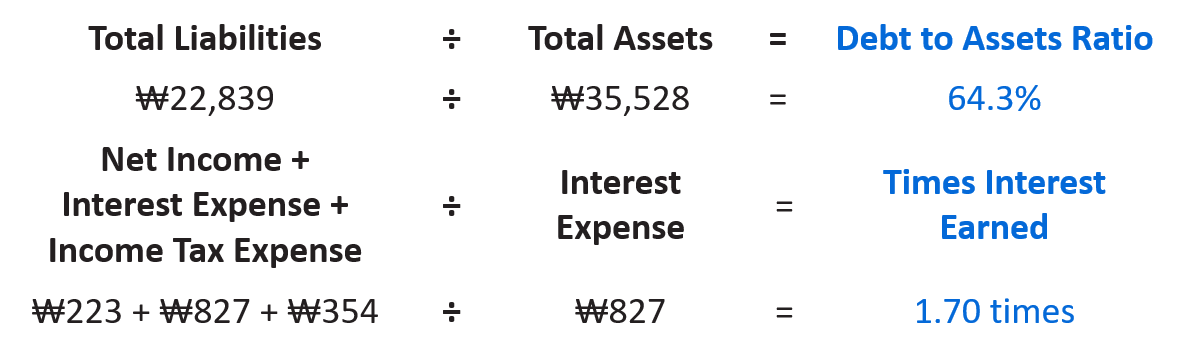 Total Liabilities ÷ Total Assets = Debt to Assets Ratio
₩22,839 ÷ ₩35,528 = 64.3%
Net Income +
Interest Expense +
Income Tax Expense
÷
Interest
Expense
=
Times Interest
Earned
₩223 + ₩827 + ₩354 ÷ ₩827 = 1.70 times